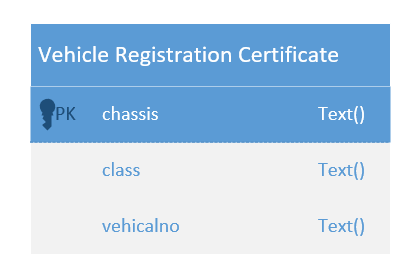 Vehicle Registration Certificate
PK chassis Text()
class Text()
vehicalno Text()